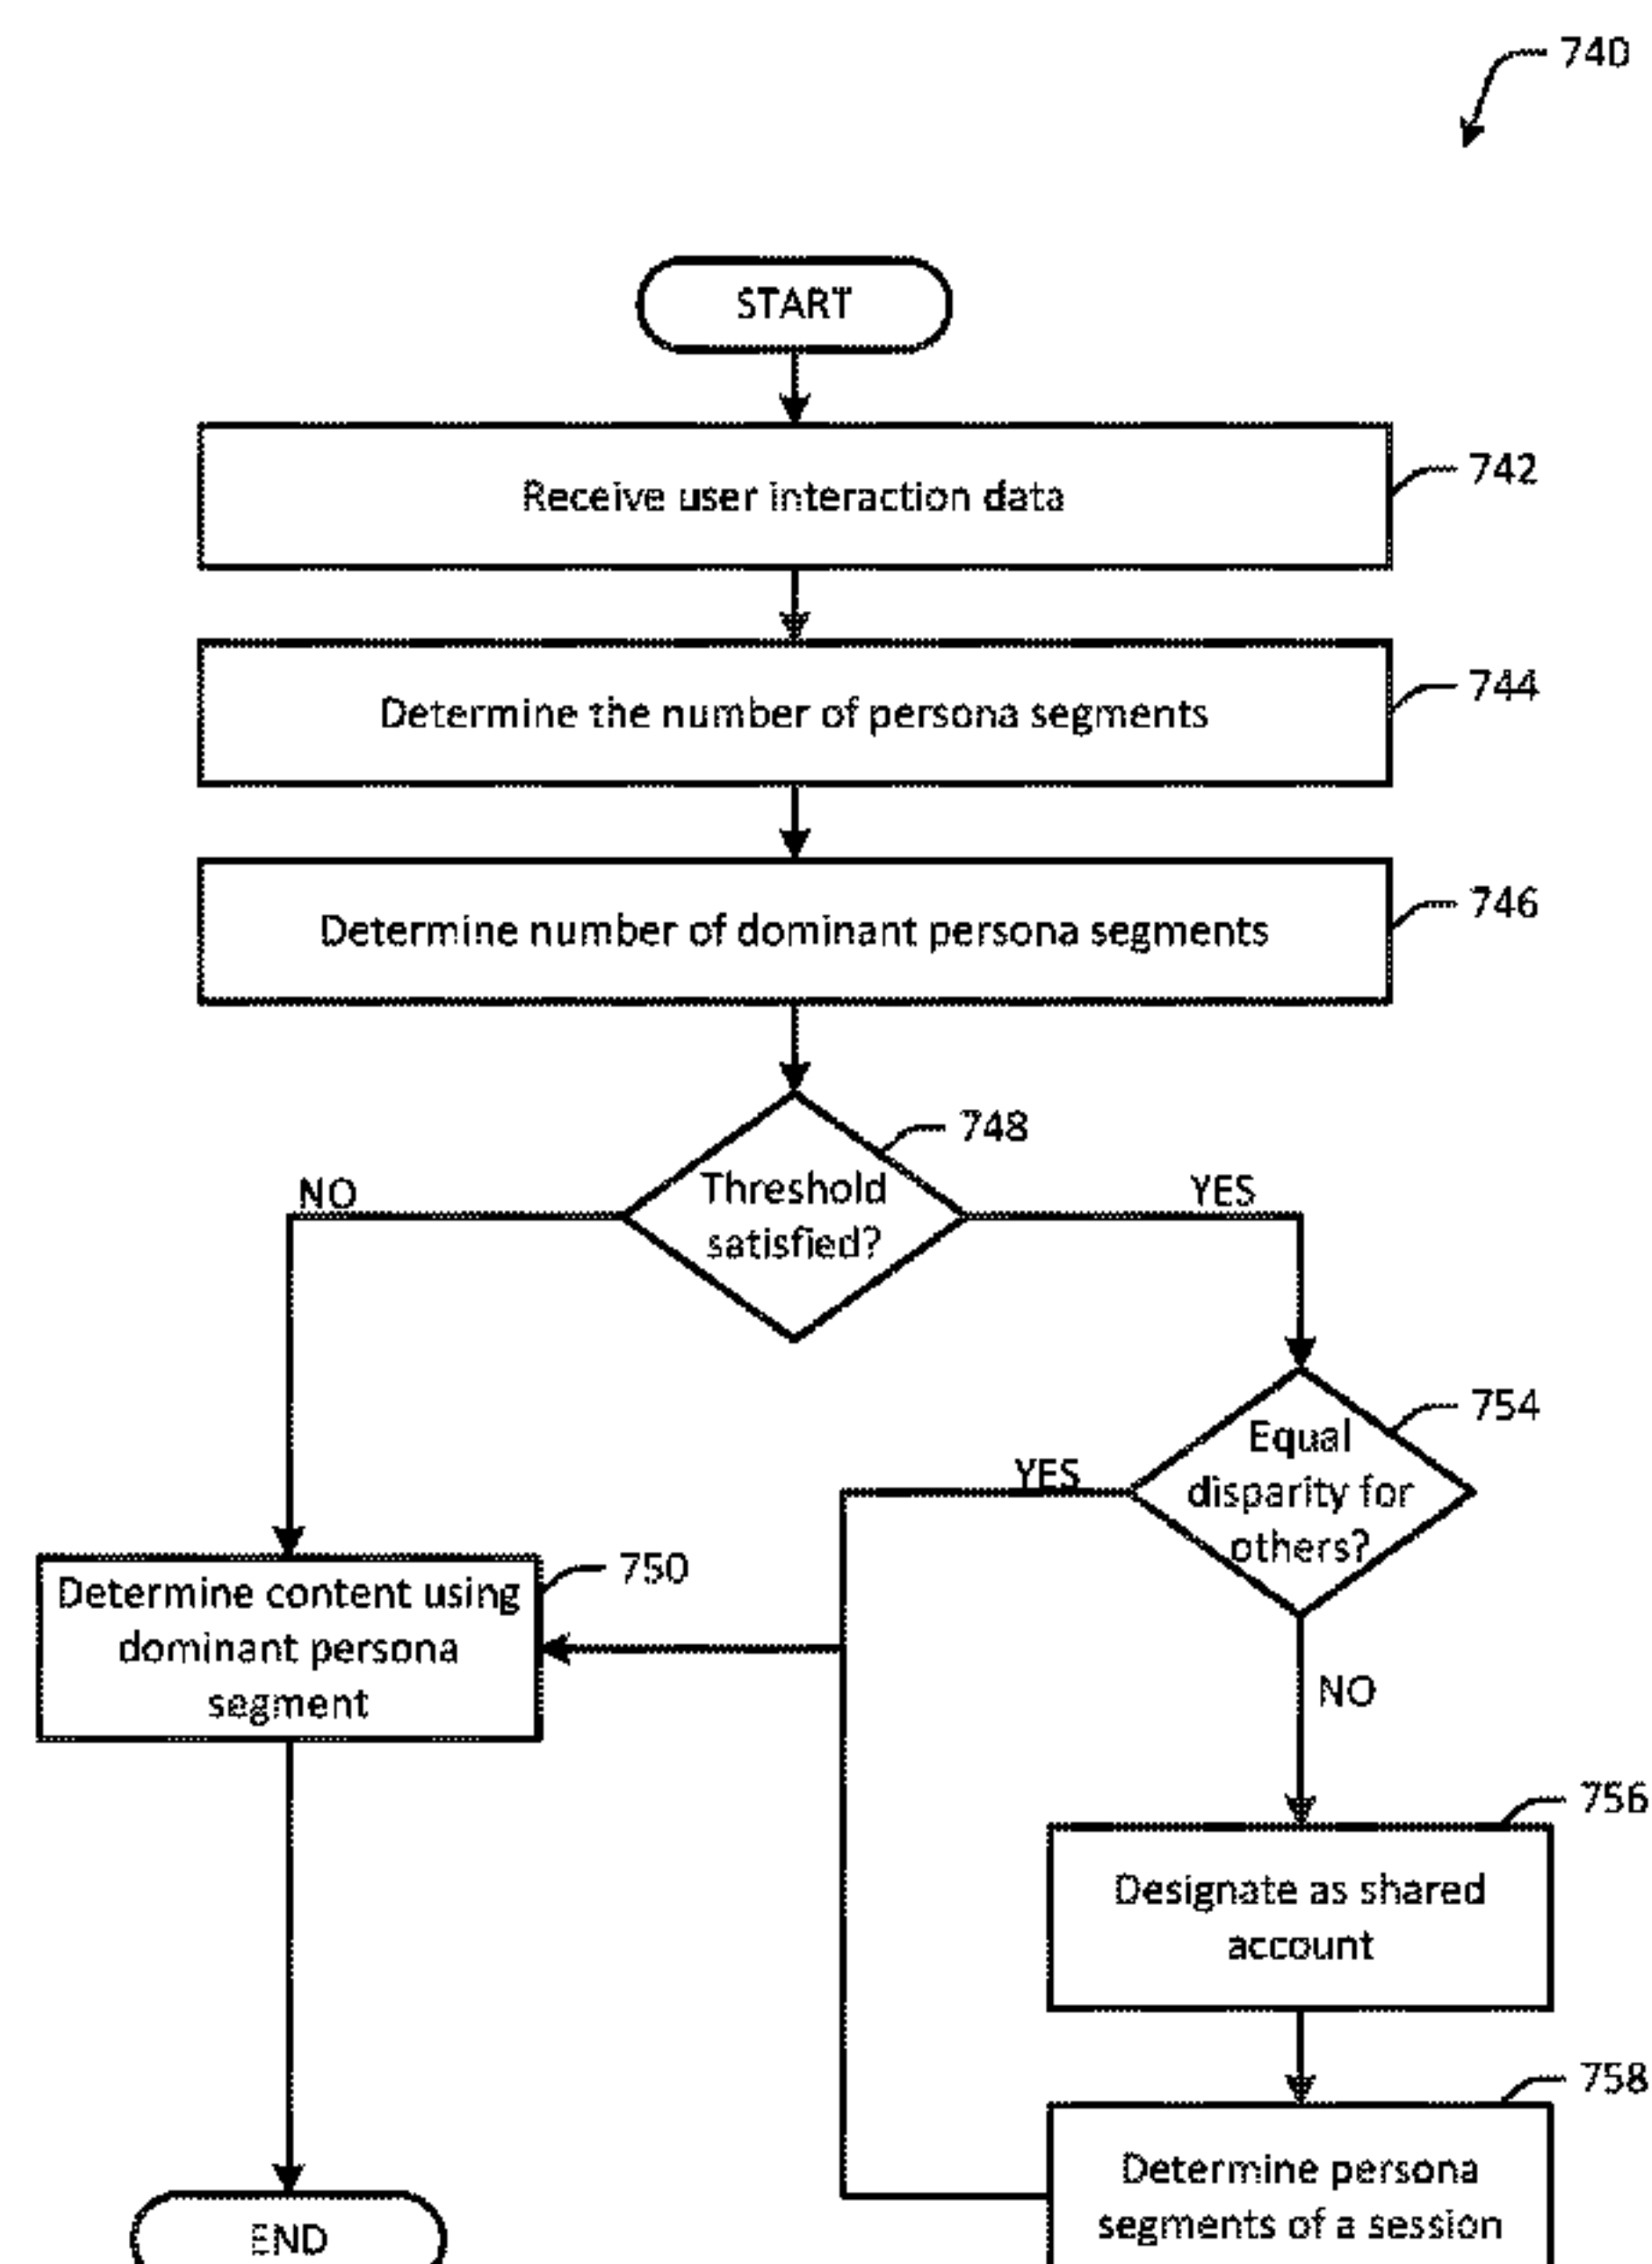 740
START
Receive user interaction data
742
Determine the number of persona segments
744
Determine number of dominant persona segments
746
748
Threshold
satisfied?
NO
YES
754
Equal
disparity for
others?
YES
NO
750
Determine content using
dominant persona
segment
756
Designate as shared
account
758
Determine persona
segments of a session
END